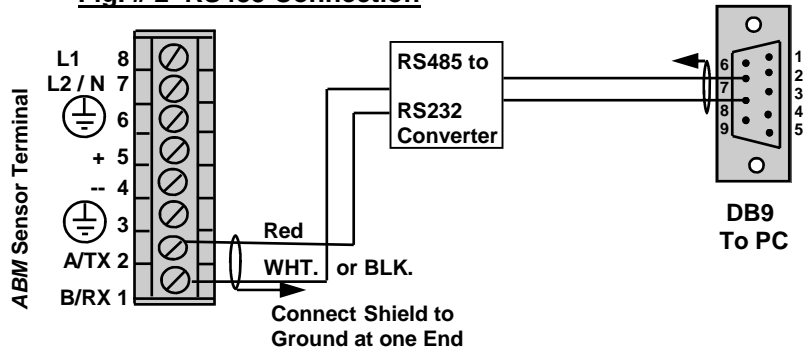 Fig. # 2 RS485 Connection
ABM Sensor Terminal
L1 8
L2 / N 7
6
+ 5
-- 4
3
A/TX 2
B/RX 1
Red
WHT. or BLK.
Connect Shield to
Ground at one End
RS485 to
RS232
Converter
6
7
8
9
1
2
3
4
5
DB9
To PC